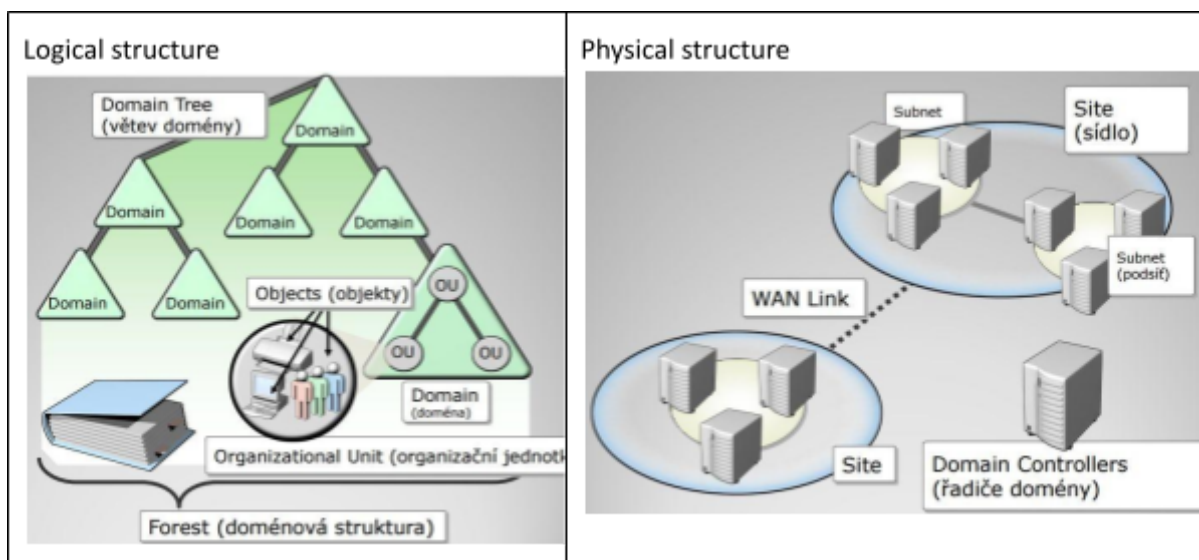 Logical structure
Domain Tree
(větev domény)
Domain
Domain
Domain
Domain
Domain
Domain
Objects (objekty)
OU
OU
OU
Domain
(doména)
Organizational Unit (organizační jednotk
Forest (doménová struktura)
Physical structure
Subnet
Site
(sídlo)
Subnet
(podsíť)
WAN Link
Site
Domain Controllers
(řadiče domény)